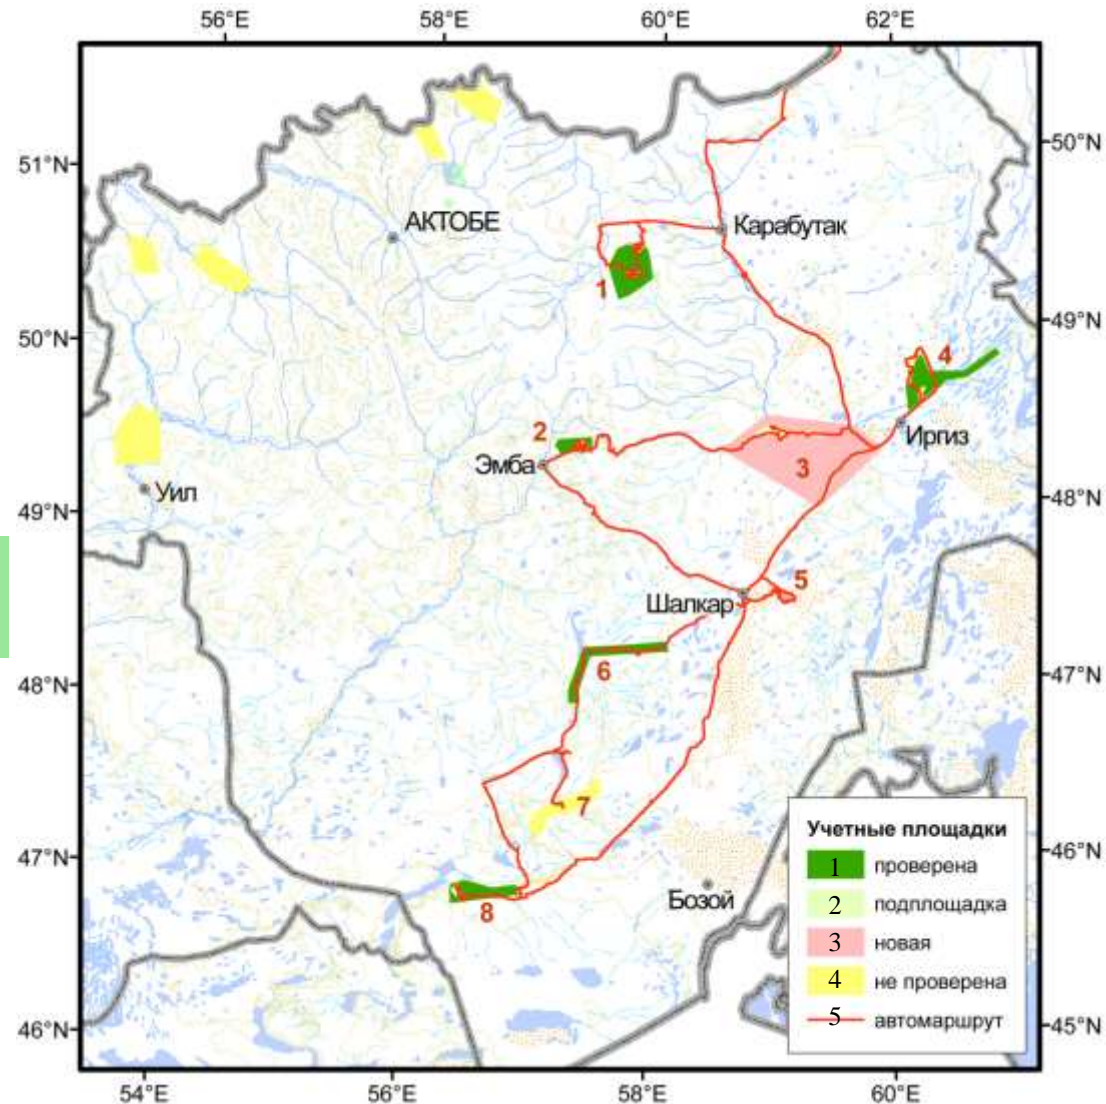 56°E 58°E 60°E 62°E
50°N
51°N
АКТОБЕ
Карабутак
1
49°N
50°N
4
2
Иргиз
Эмба
3
Уил
48°N
49°N
5
Шалкар
6
47°N
48°N
7
Учетные площадки
1 проверена
46°N
47°N
Бозой
8
2 подплощадка
3 новая
4 не проверена
5 автомаршрут
46°N
45°N
54°E 56°E 58°E 60°E